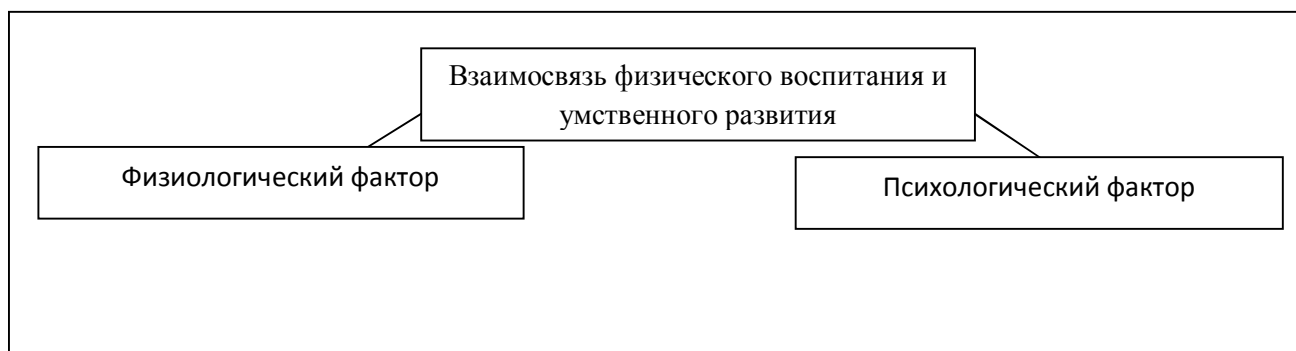 Взаимосвязь физического воспитания и
умственного развития
Физиологический фактор
Психологический фактор